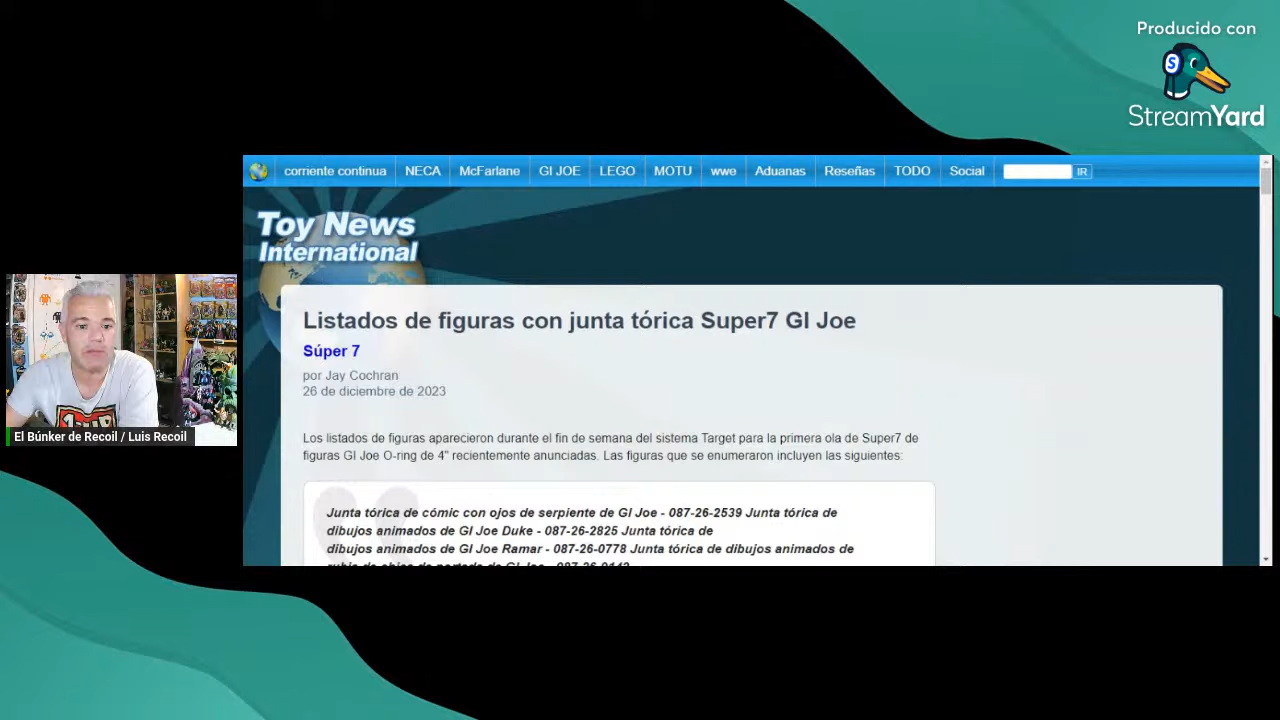 Producido con
StreamYard
corriente continua NECA McFarlane GI JOE LEGO MOTU wwe Aduanas Reseñas TODO Social IR
Toy News
International
Listados de figuras con junta tórica Super7 GI Joe
Súper 7
por Jay Cochran
26 de diciembre de 2023
Los listados de figuras aparecieron durante el fin de semana del sistema Target para la primera ola de Super7 de
figuras GI Joe O-ring de 4" recientemente anunciadas. Las figuras que se enumeraron incluyen las siguientes:
Junta tórica de cómic con ojos de serpiente de GI Joe - 087-26-2539 Junta tórica de
dibujos animados de GI Joe Duke - 087-26-2825 Junta tórica de
dibujos animados de GI Joe Ramar - 087-26-0778 Junta tórica de dibujos animados de
El Búnker de Recoil / Luis Recoil